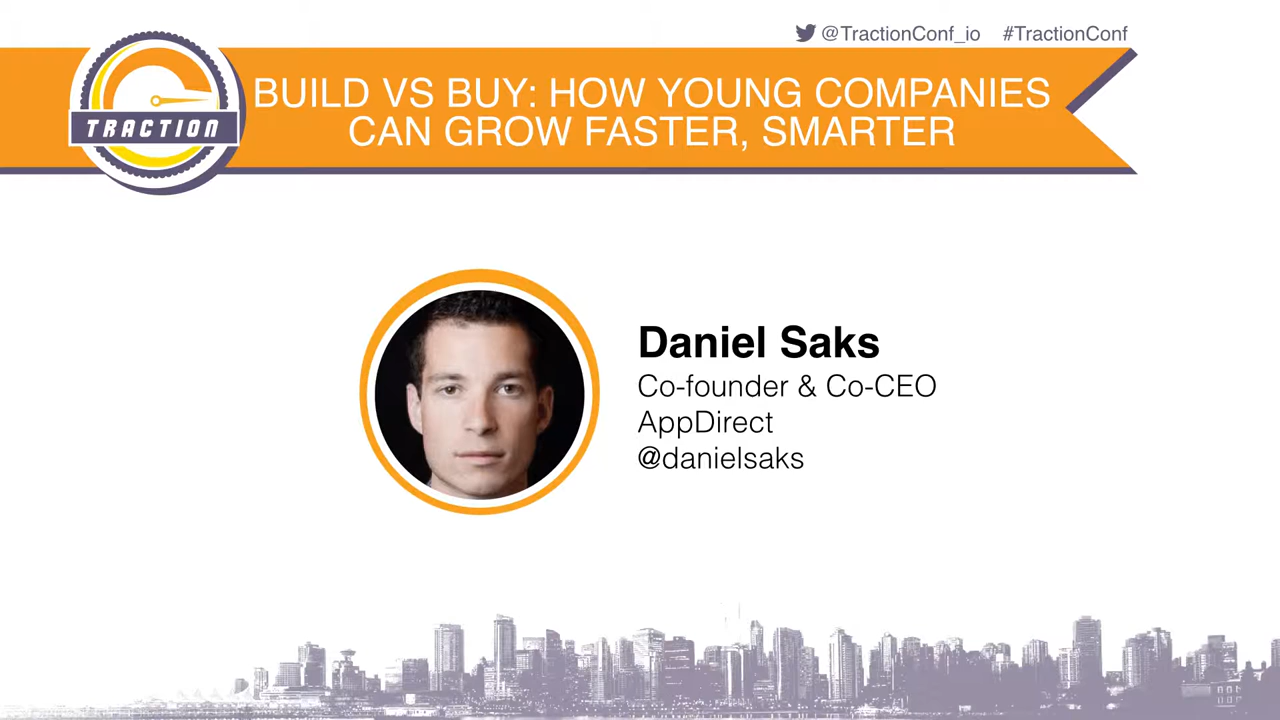 @TractionConf_io #TractionConf
BUILD VS BUY: HOW YOUNG COMPANIES
CAN GROW FASTER, SMARTER
TRACTION
Daniel Saks
Co-founder & Co-CEO
AppDirect
@danielsaks